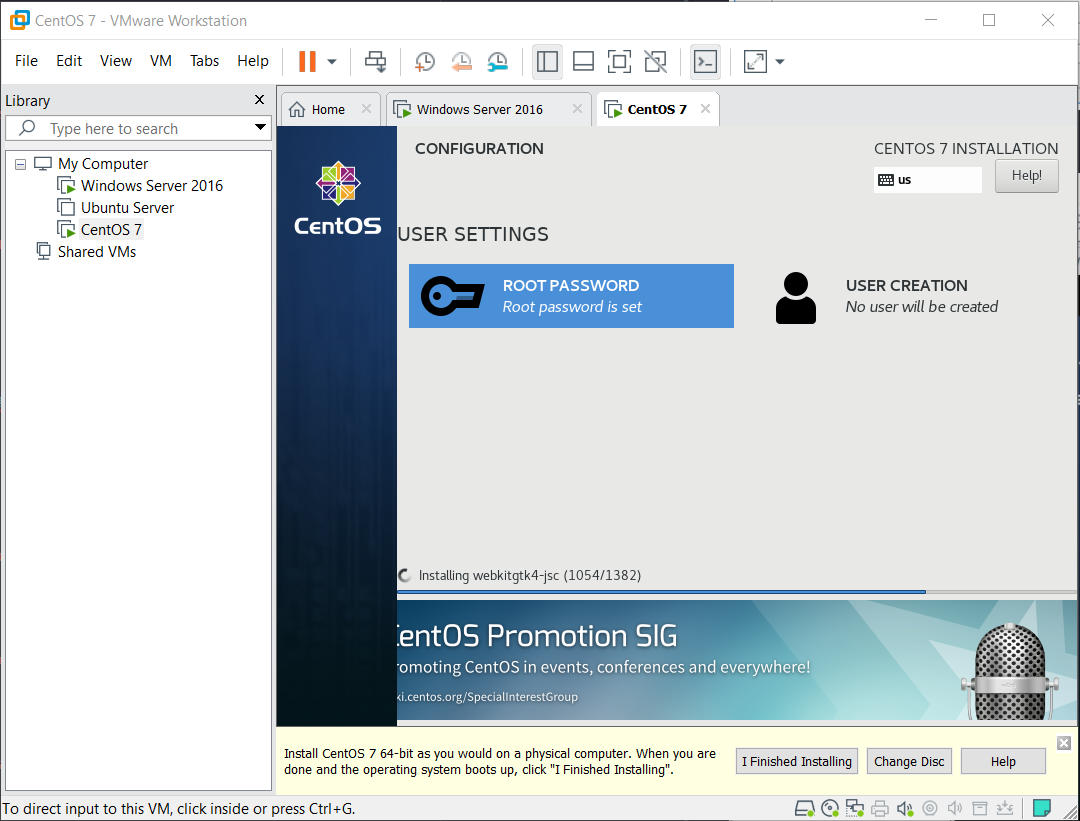 CentOS 7 - VMware Workstation
File Edit View VM Tabs Help
Library
Type here to search
My Computer
Windows Server 2016
Ubuntu Server
CentOS 7
Shared VMs
Home
Windows Server 2016
CentOS 7
CentOS
CONFIGURATION
CENTOS 7 INSTALLATION
us
Help!
USER SETTINGS
ROOT PASSWORD
Root password is set
USER CREATION
No user will be created
Installing webkitgtk4-jsc (1054/1382)
CentOS Promotion SIG
romoting CentOS in events, conferences and everywhere!
ki.centos.org/SpecialInterestGroup
Install CentOS 7 64-bit as you would on a physical computer. When you are
done and the operating system boots up, click "I Finished Installing".
I Finished Installing
Change Disc
Help
To direct input to this VM, click inside or press Ctrl+G.